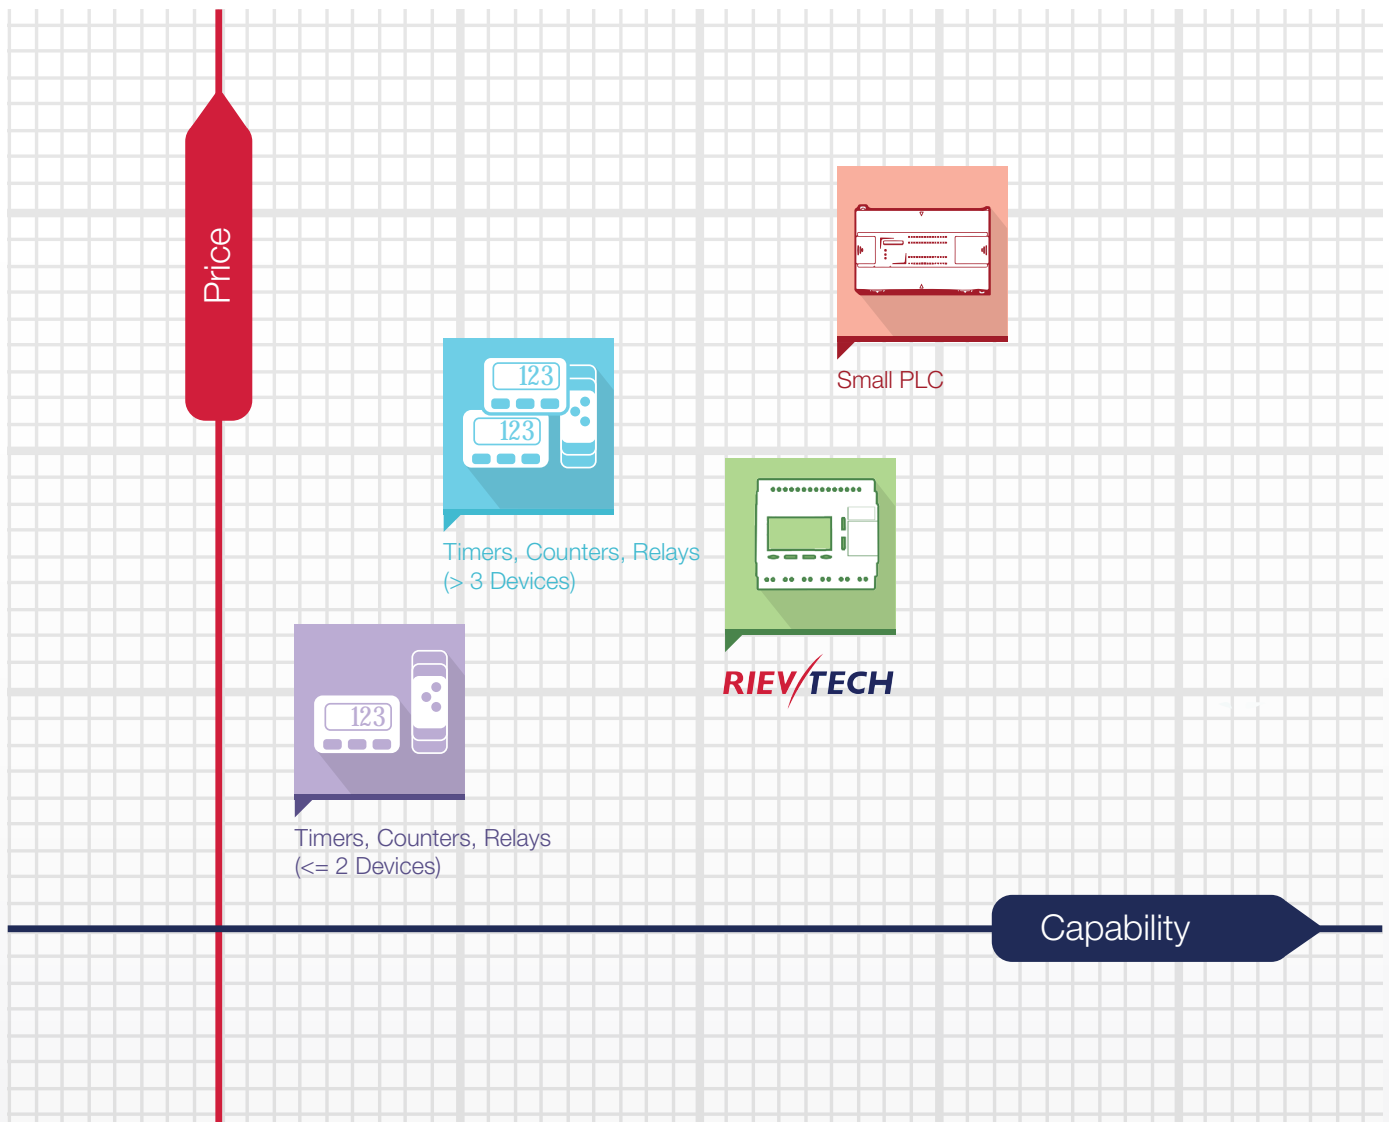 Price
Small PLC
123
123
Timers, Counters, Relays
(> 3 Devices)
RIEVTECH
123
Timers, Counters, Relays
(<= 2 Devices)
Capability